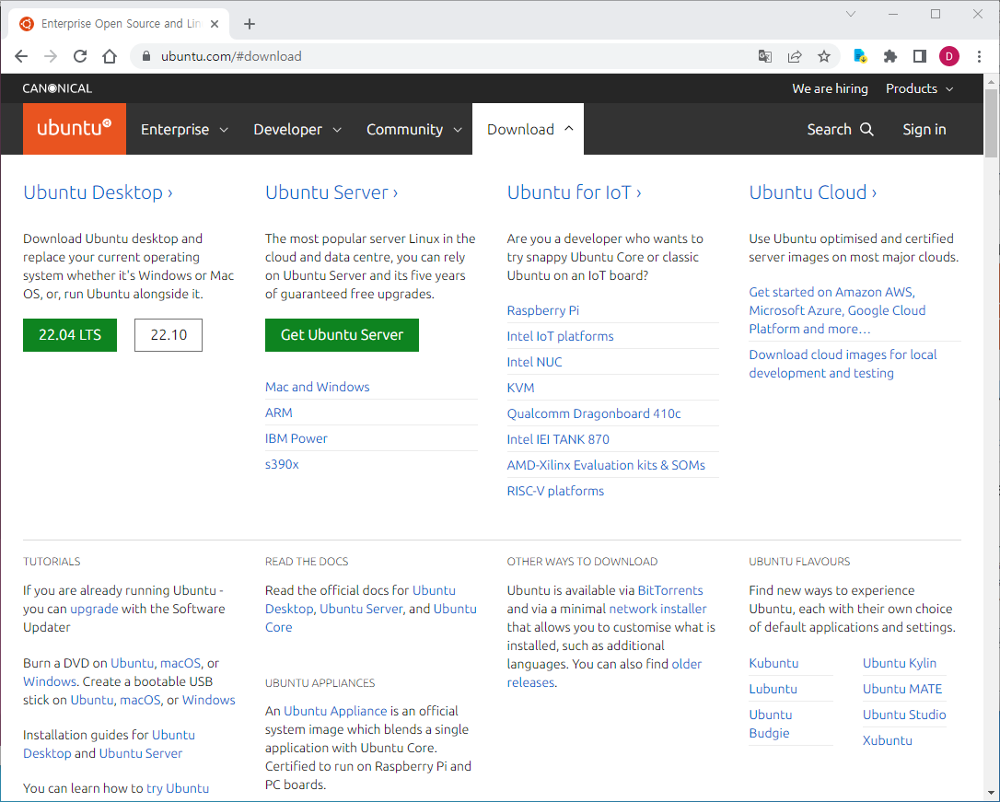 Enterprise Open Source and Lin
ubuntu.com/#download
D
CANONICAL
We are hiring Products
ubuntu
Enterprise Developer Community Download Search Sign in
Ubuntu Desktop ›
Download Ubuntu desktop and
replace your current operating
system whether it's Windows or Mac
OS, or, run Ubuntu alongside it.
22.04 LTS 22.10
Ubuntu Server ›
The most popular server Linux in the
cloud and data centre, you can rely
on Ubuntu Server and its five years
of guaranteed free upgrades.
Get Ubuntu Server
Mac and Windows
ARM
IBM Power
s390x
Ubuntu for IoT ›
Are you a developer who wants to
try snappy Ubuntu Core or classic
Ubuntu on an IoT board?
Raspberry Pi
Intel IoT platforms
Intel NUC
KVM
Qualcomm Dragonboard 410c
Intel IEI TANK 870
AMD-Xilinx Evaluation kits & SOMs
RISC-V platforms
Ubuntu Cloud ›
Use Ubuntu optimised and certified
server images on most major clouds.
Get started on Amazon AWS,
Microsoft Azure, Google Cloud
Platform and more…
Download cloud images for local
development and testing
TUTORIALS
If you are already running Ubuntu -
you can upgrade with the Software
Updater
Burn a DVD on Ubuntu, macOS, or
Windows. Create a bootable USB
stick on Ubuntu, macOS, or Windows
Installation guides for Ubuntu
Desktop and Ubuntu Server
You can learn how to try Ubuntu
READ THE DOCS
Read the official docs for Ubuntu
Desktop, Ubuntu Server, and Ubuntu
Core
UBUNTU APPLIANCES
An Ubuntu Appliance is an official
system image which blends a single
application with Ubuntu Core.
Certified to run on Raspberry Pi and
PC boards.
OTHER WAYS TO DOWNLOAD
Ubuntu is available via BitTorrents
and via a minimal network installer
that allows you to customise what is
installed, such as additional
languages. You can also find older
releases.
UBUNTU FLAVOURS
Find new ways to experience
Ubuntu, each with their own choice
of default applications and settings.
Kubuntu
Lubuntu
Ubuntu
Budgie
Ubuntu Kylin
Ubuntu MATE
Ubuntu Studio
Xubuntu